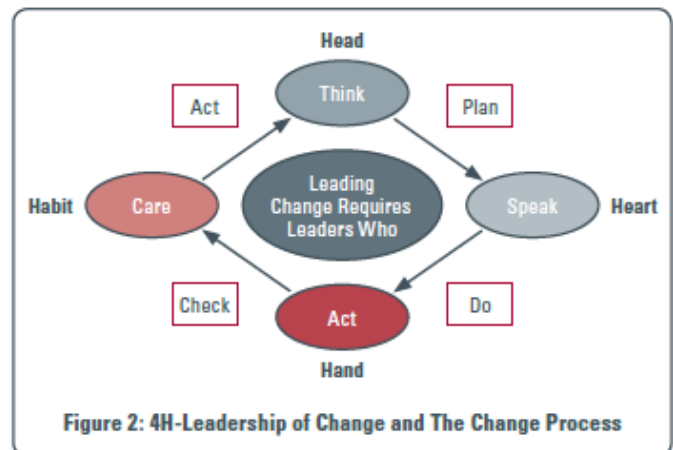 Head
Think
Act
Plan
Leading
Change Requires
Leaders Who
Habit
Care
Speak
Heart
Check
Act
Do
Hand
Figure 2: 4H-Leadership of Change and The Change Process